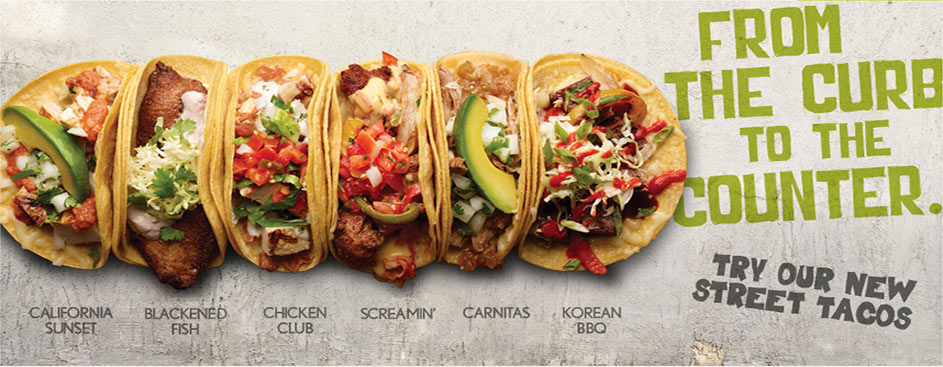 FROM
THE CURB
TO THE
COUNTER.
TRY OUR NEW
STREET TACOS
CALIFORNIA
SUNSET
BLACKENED
FISH
CHICKEN
CLUB
SCREAMIN'
CARNITAS
KOREAN
BBQ